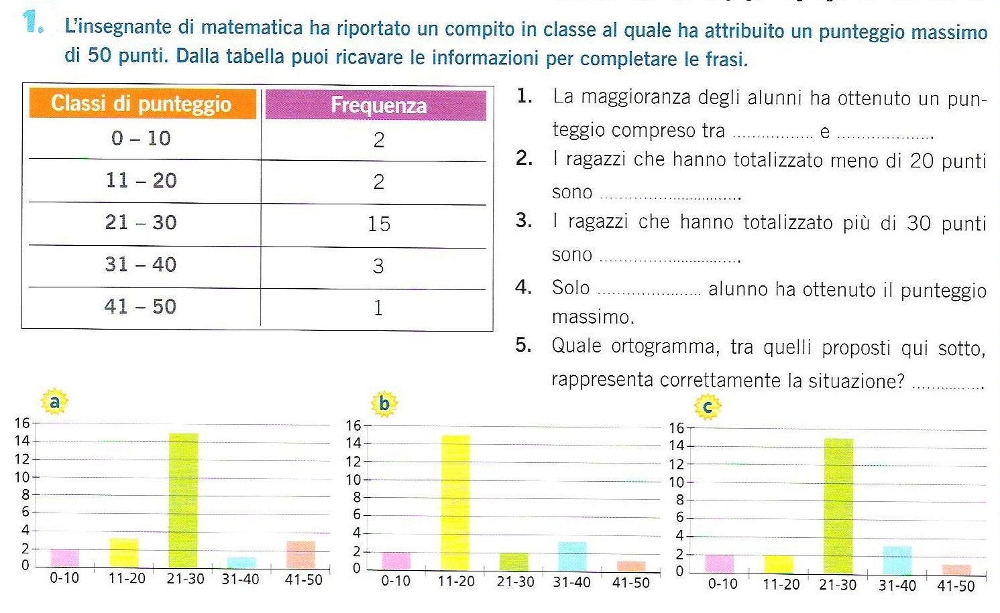 1. L'insegnante di matematica ha riportato un compito in classe al quale ha attribuito un punteggio massimo
di 50 punti. Dalla tabella puoi ricavare le informazioni per completare le frasi.
Classi di punteggio Frequenza
0 – 10 2
11 – 20 2
21 – 30 15
31 – 40 3
41 – 50 1
1. La maggioranza degli alunni ha ottenuto un pun-
teggio compreso tra ................ e ...................
2. I ragazzi che hanno totalizzato meno di 20 punti
sono .............................
3. I ragazzi che hanno totalizzato più di 30 punti
sono .............................
4. Solo ..................... alunno ha ottenuto il punteggio
massimo.
5. Quale ortogramma, tra quelli proposti qui sotto,
rappresenta correttamente la situazione? ...............
a
16
14
12
10
8
6
4
2
0
0-10 11-20 21-30 31-40 41-50
b
16
14
12
10
8
6
4
2
0
0-10 11-20 21-30 31-40 41-50
c
16
14
12
10
8
6
4
2
0
0-10 11-20 21-30 31-40 41-50